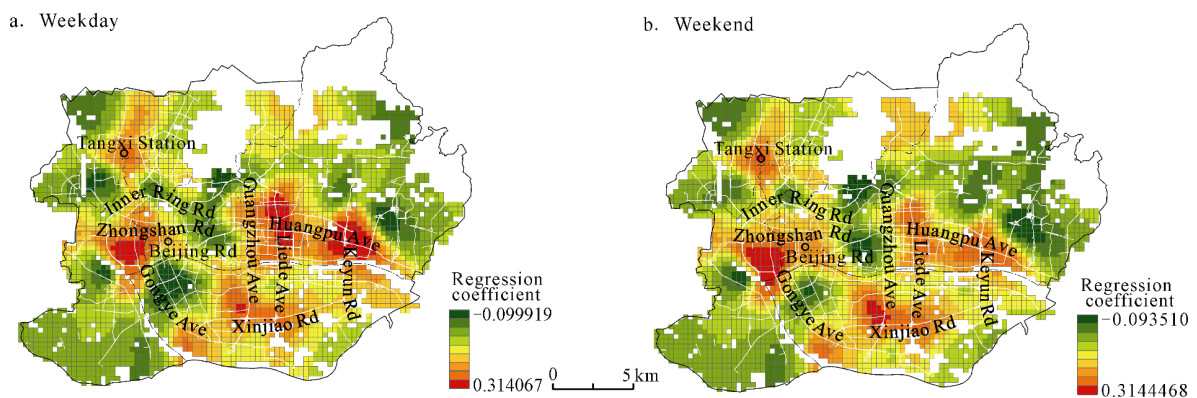 a. Weekday
Tangxi Station
Inner Ring Rd
Zhongshan Rd
Beijing Rd
Gongye Ave
Guangzhou Ave
Liede Ave
Huangpu Ave
Keyun Rd
Xinjiao Rd
Regression
coefficient
−0.099919
0.314067
0 5 km
b. Weekend
Tangxi Station
Inner Ring Rd
Zhongshan Rd
Beijing Rd
Gongye Ave
Guangzhou Ave
Liede Ave
Huangpu Ave
Keyun Rd
Xinjiao Rd
Regression
coefficient
−0.093510
0.3144468